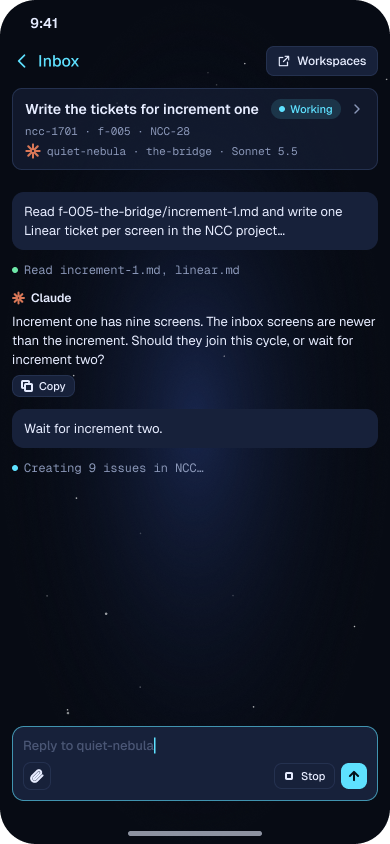 9:41
Inbox
Workspaces
Write the tickets for increment one
Working
ncc-1701 · f-005 · NCC-28
quiet-nebula · the-bridge · Sonnet 5.5
Read f-005-the-bridge/increment-1.md and write one
Linear ticket per screen in the NCC project…
Read increment-1.md, linear.md
Claude
Increment one has nine screens. The inbox screens are newer
than the increment. Should they join this cycle, or wait for
increment two?
Copy
Wait for increment two.
Creating 9 issues in NCC…
Reply to quiet-nebula
Stop